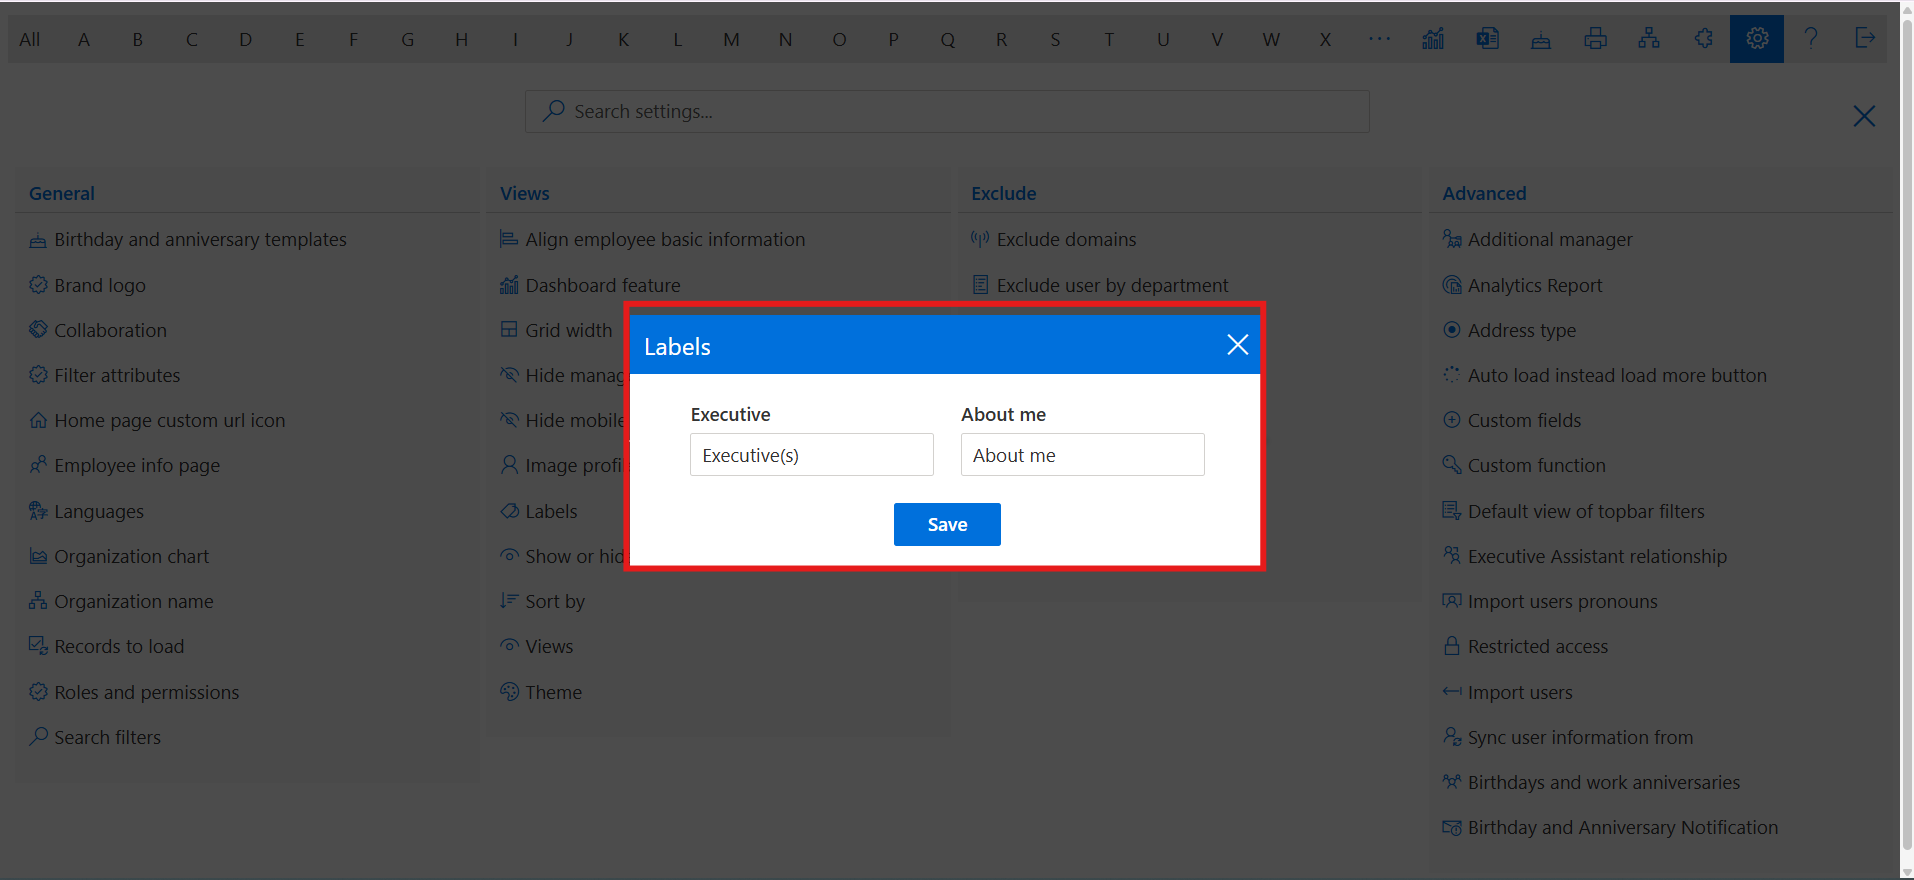 All A B C D E F G H I J K L M N O P Q R S T U V W X ...
Search settings...
General
Birthday and anniversary templates
Brand logo
Collaboration
Filter attributes
Home page custom url icon
Employee info page
Languages
Organization chart
Organization name
Records to load
Roles and permissions
Search filters
Views
Align employee basic information
Dashboard feature
Grid width
Hide manag
Hide mobile
Image profi
Labels
Show or hid
Sort by
Views
Theme
Exclude
Exclude domains
Exclude user by department
Labels
Executive
Executive(s)
About me
About me
Save
Advanced
Additional manager
Analytics Report
Address type
Auto load instead load more button
Custom fields
Custom function
Default view of topbar filters
Executive Assistant relationship
Import users pronouns
Restricted access
Import users
Sync user information from
Birthdays and work anniversaries
Birthday and Anniversary Notification